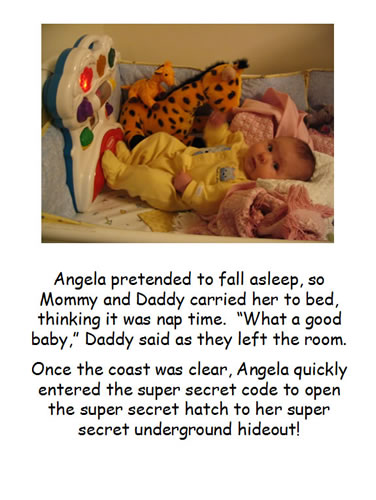 Angela pretended to fall asleep, so
Mommy and Daddy carried her to bed,
thinking it was nap time.  “What a good
baby,” Daddy said as they left the room.
Once the coast was clear, Angela quickly
entered the super secret code to open
the super secret hatch to her super
secret underground hideout!